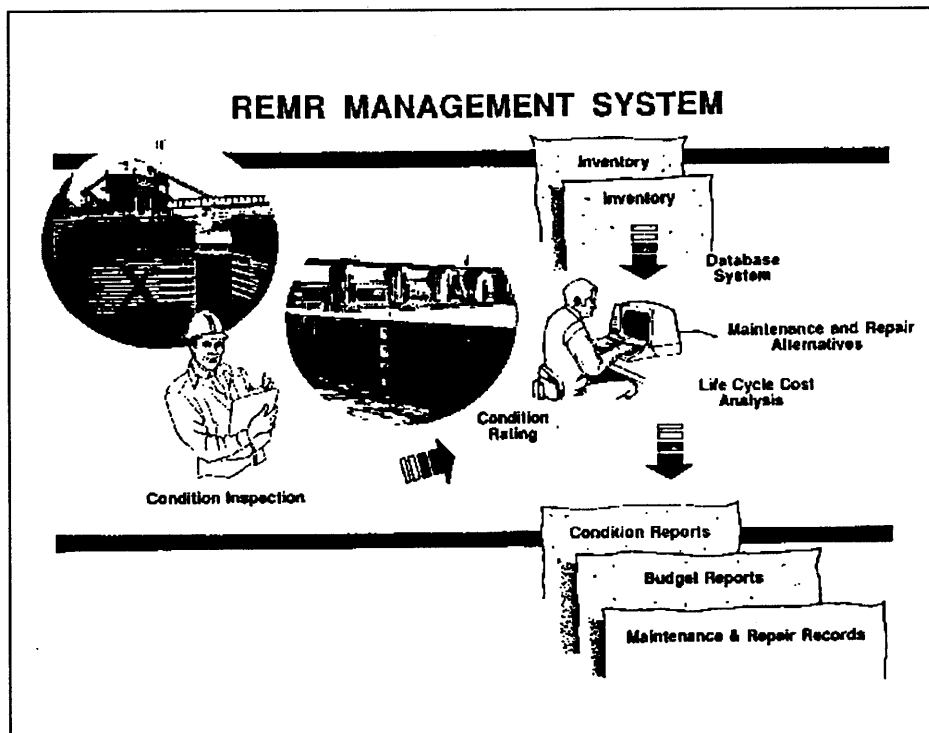 REMR MANAGEMENT SYSTEM
Inventory
Inventory
Database
System
Maintenance and Repair
Alternatives
Life Cycle Cost
Analysis
Condition
Rating
Condition Inspection
Condition Reports
Budget Reports
Maintenance & Repair Records